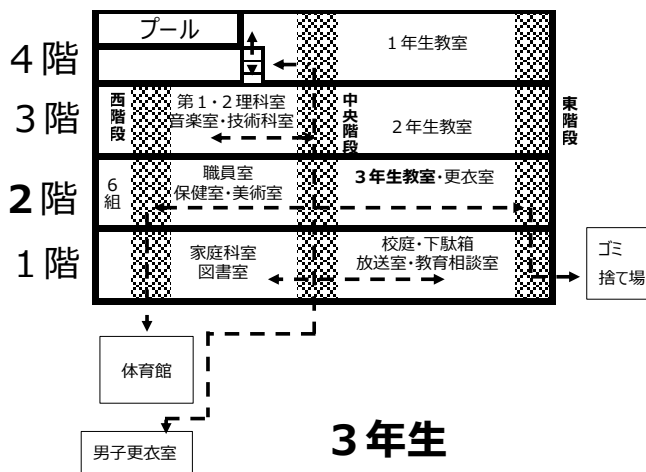 プール
4階
1年生教室
3階
西階段
第1・2理科室
音楽室・技術科室
中央階段
2年生教室
東階段
2階
6組
職員室
保健室・美術室
3年生教室・更衣室
1階
家庭科室
図書室
校庭・下駄箱
放送室・教育相談室
ゴミ
捨て場
体育館
男子更衣室
3年生